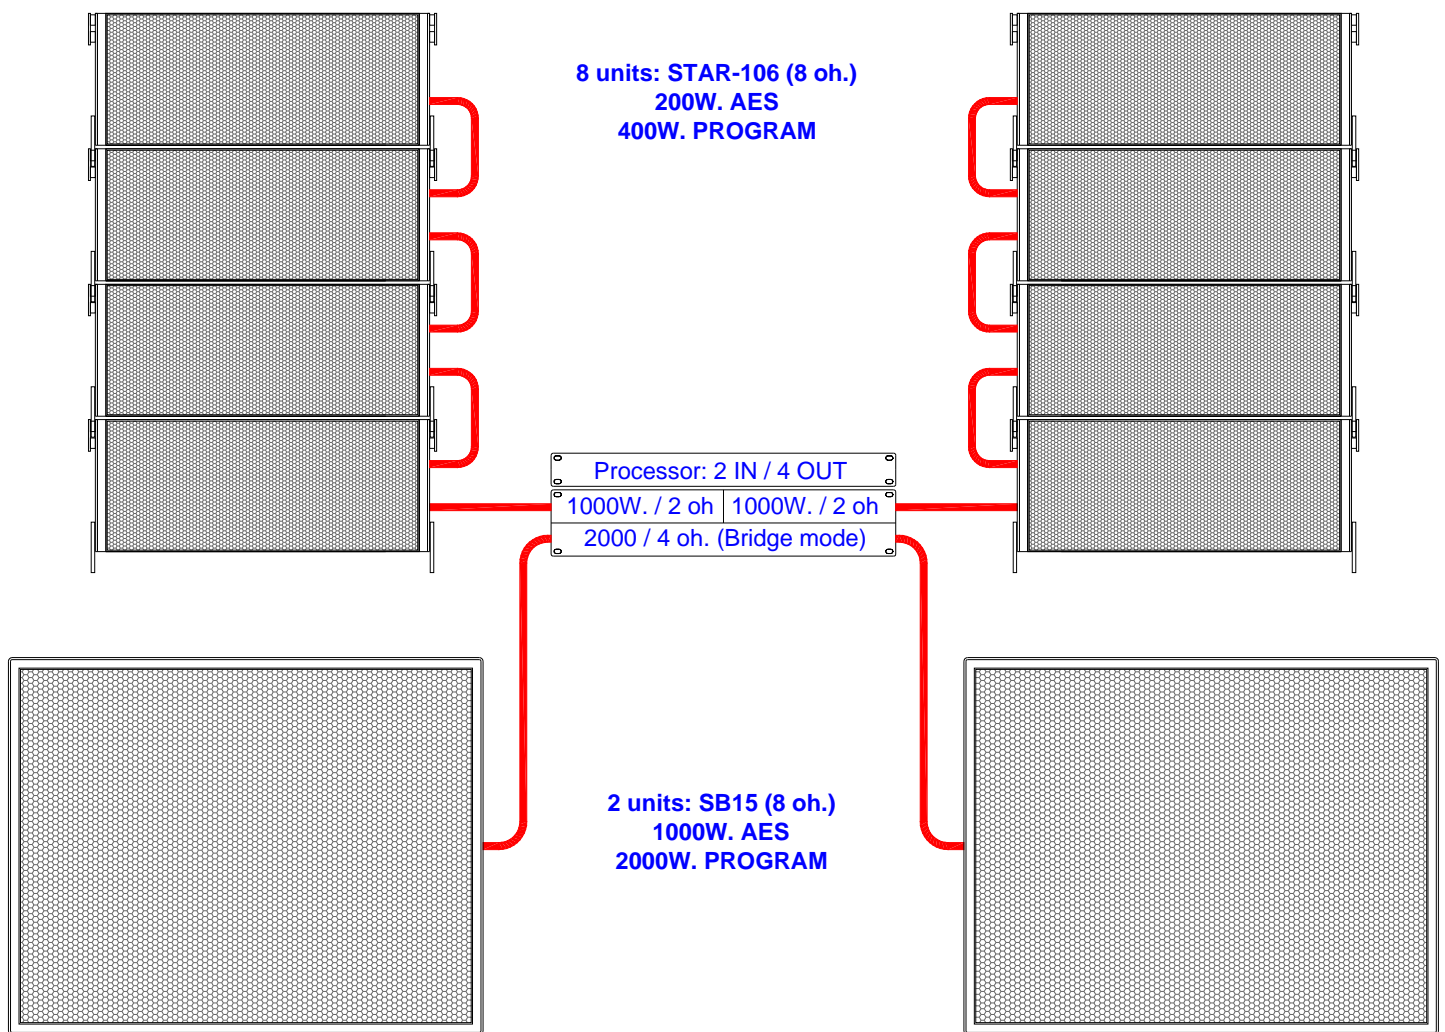 8 units: STAR-106 (8 oh.)
200W. AES
400W. PROGRAM
Processor: 2 IN / 4 OUT
1000W. / 2 oh 1000W. / 2 oh
2000 / 4 oh. (Bridge mode)
2 units: SB15 (8 oh.)
1000W. AES
2000W. PROGRAM